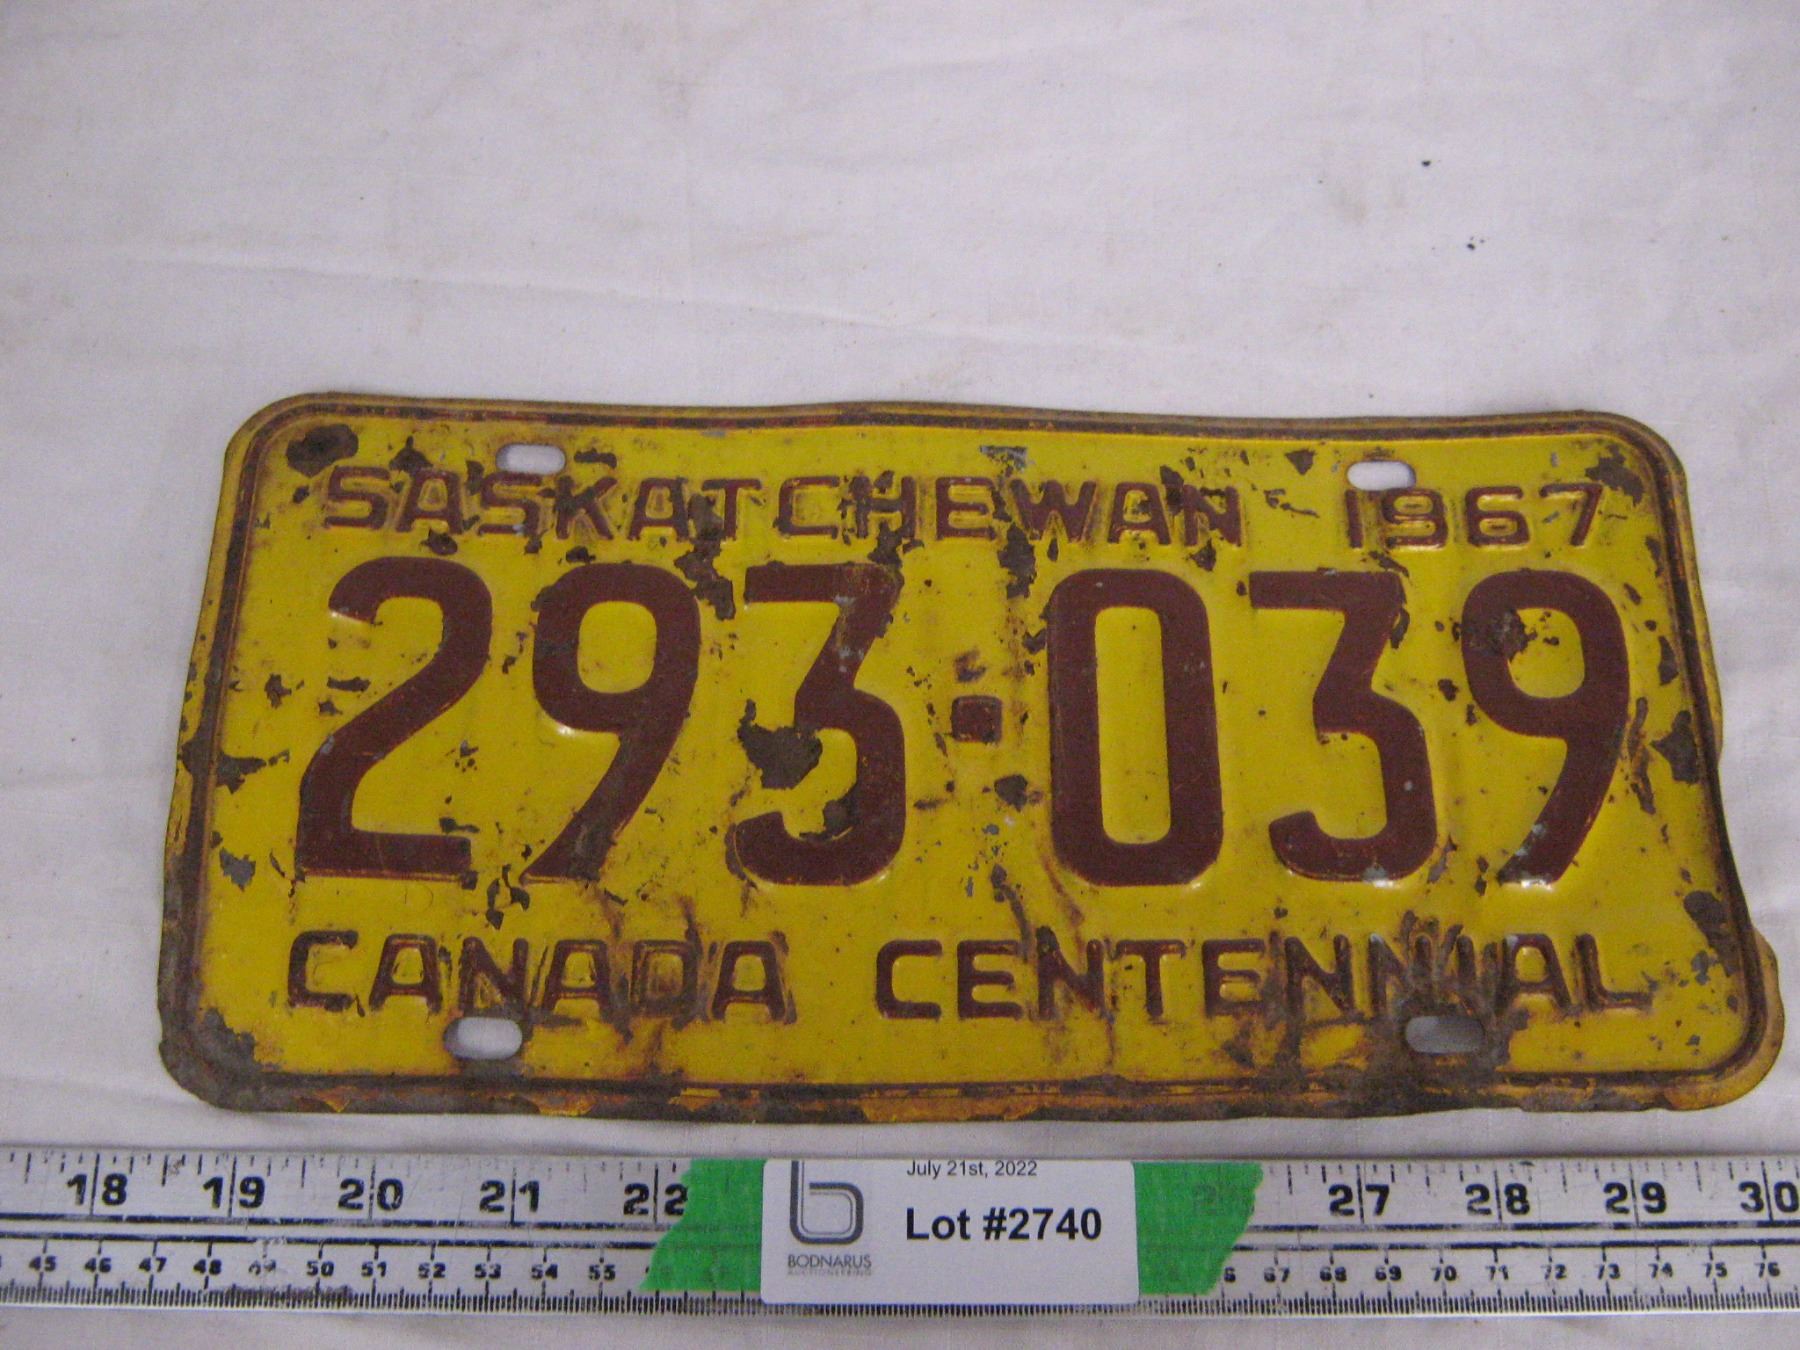 SASKATCHEWAN 1967
293·039
CANADA CENTENNIAL
18 19 20 21 22 27 28 29 30
July 21st, 2022
Lot #2740
BODNARUS
AUCTIONEERING
45 46 47 48 49 50 51 52 53 54 55 67 68 69 70 71 72 73 74 75 76